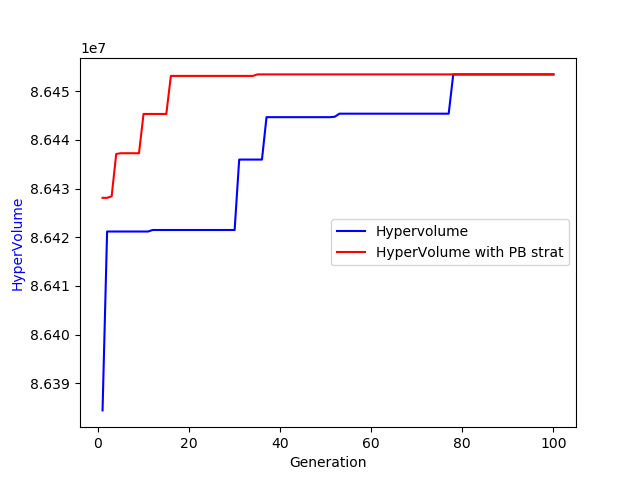 1e7
8.645
8.644
8.643
8.642
8.641
8.640
8.639
HyperVolume
Hypervolume
HyperVolume with PB strat
0 20 40 60 80 100
Generation